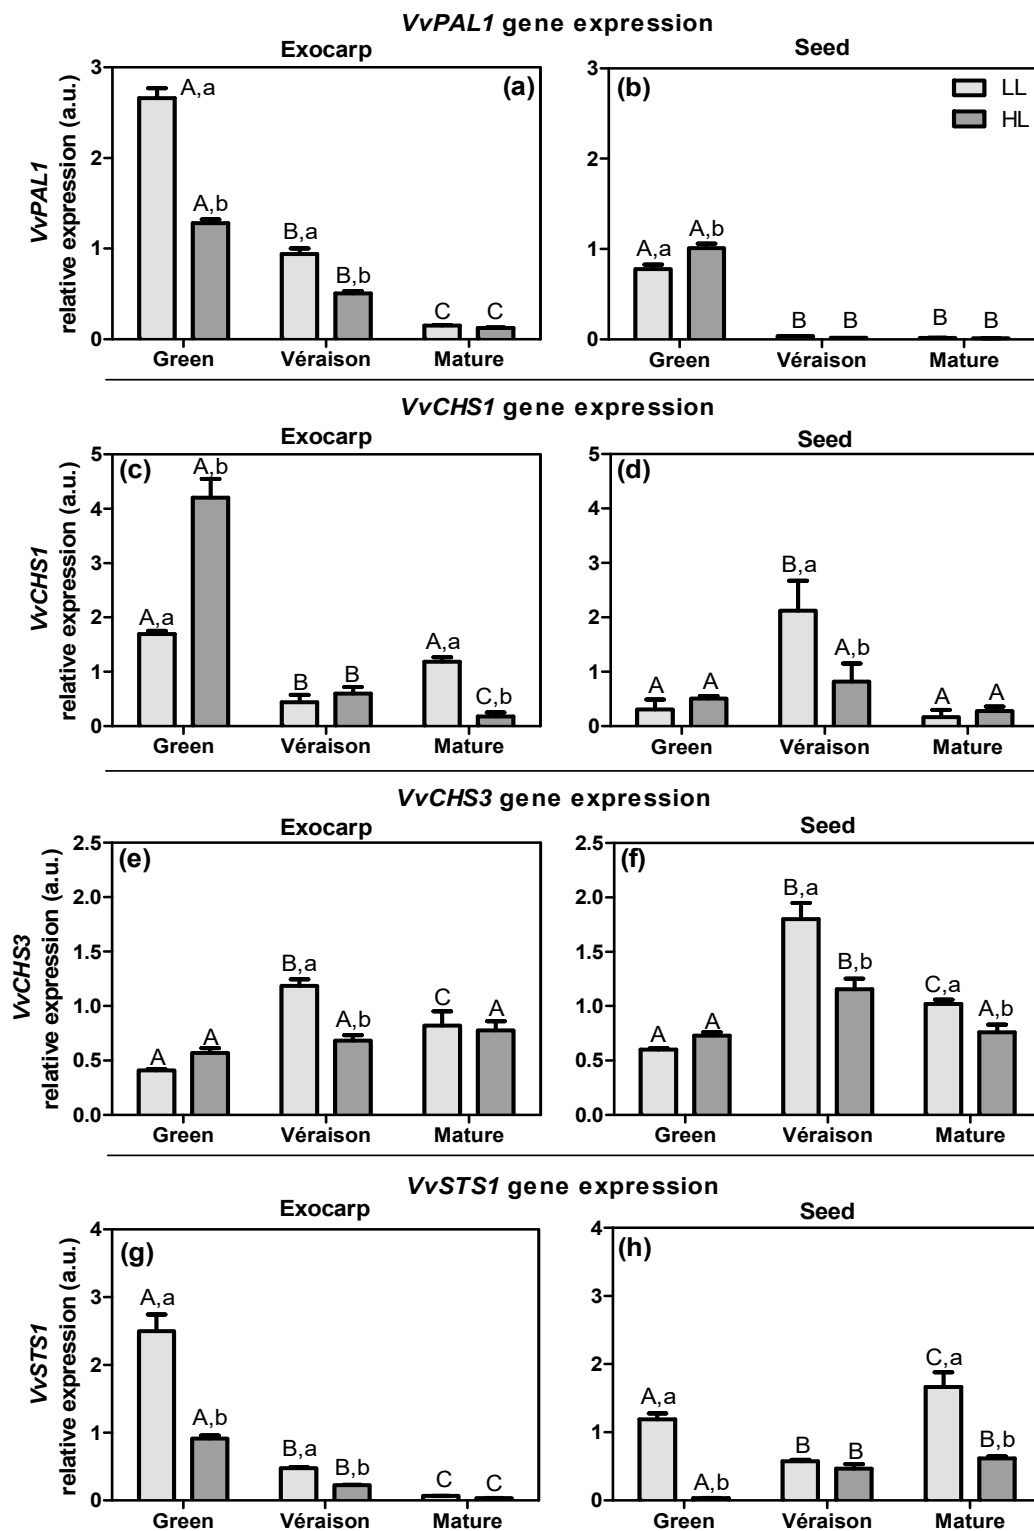 VvPAL1 gene expression
Exocarp
Seed
VvPAL1
relative expression (a.u.)
3
2
1
0
(a)
A,a
A,b
B,a
B,b
C
C
Green
Véraison
Mature
3
2
1
0
(b)
LL
HL
A,a
A,b
B
B
B
B
Green
Véraison
Mature
VvCHS1 gene expression
Exocarp
Seed
VvCHS1
relative expression (a.u.)
5
4
3
2
1
0
(c)
A,a
A,b
B
B
A,a
C,b
Green
Véraison
Mature
5
4
3
2
1
0
(d)
A
A
B,a
A,b
A
A
Green
Véraison
Mature
VvCHS3 gene expression
Exocarp
Seed
VvCHS3
relative expression (a.u.)
2.5
2.0
1.5
1.0
0.5
0.0
(e)
A
A
B,a
A,b
C
A
Green
Véraison
Mature
2.5
2.0
1.5
1.0
0.5
0.0
(f)
A
A
B,a
B,b
C,a
A,b
Green
Véraison
Mature
VvSTS1 gene expression
Exocarp
Seed
VvSTS1
relative expression (a.u.)
4
3
2
1
0
(g)
A,a
A,b
B,a
B,b
C
C
Green
Véraison
Mature
4
3
2
1
0
(h)
A,a
A,b
B
B
C,a
B,b
Green
Véraison
Mature